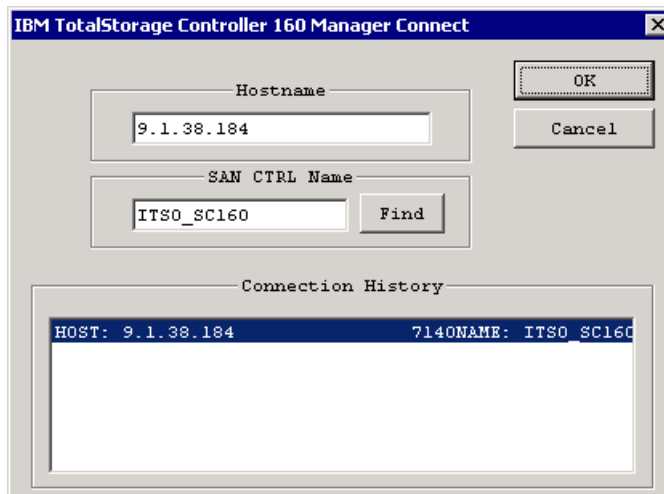 IBM TotalStorage Controller 160 Manager Connect
Hostname
OK
9.1.38.184
Cancel
SAN CTRL Name
ITSO_SC160
Find
Connection History
HOST: 9.1.38.184 7140NAME: ITSO_SC160